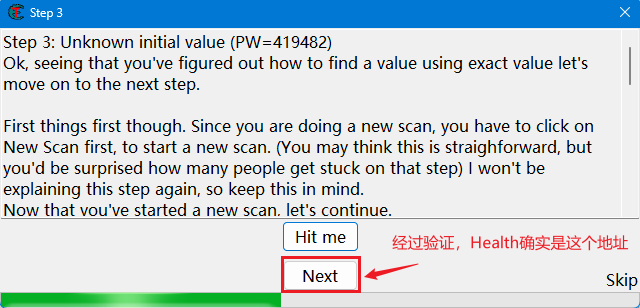 Step 3
Step 3: Unknown initial value (PW=419482)
Ok, seeing that you've figured out how to find a value using exact value let's
move on to the next step.
First things first though. Since you are doing a new scan, you have to click on
New Scan first, to start a new scan. (You may think this is straighforward, but
you'd be surprised how many people get stuck on that step) I won't be
explaining this step again, so keep this in mind.
Now that you've started a new scan, let's continue.
Hit me
经过验证，Health确实是这个地址
Next
Skip